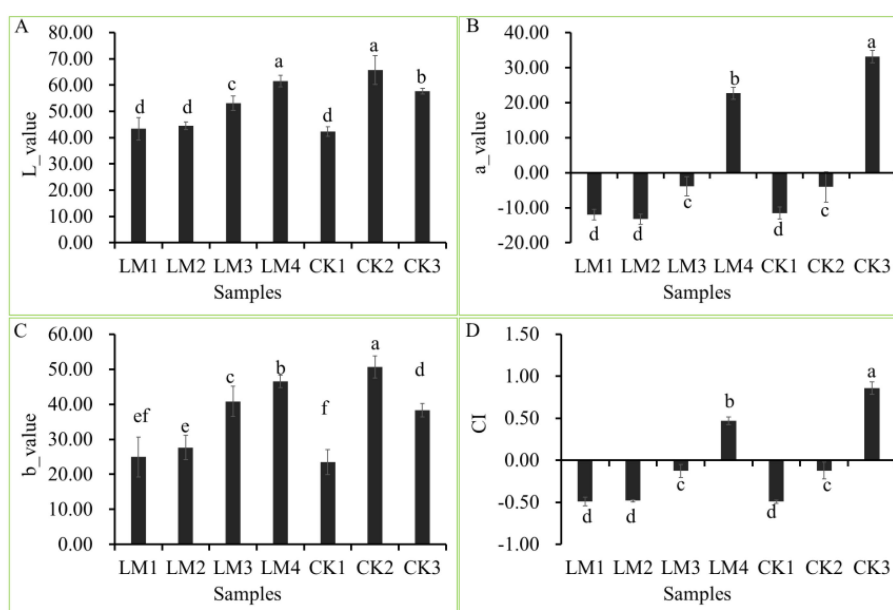 A
80.00
70.00
60.00
50.00
40.00
30.00
20.00
10.00
0.00
L_value
d d c a d a b
LM1 LM2 LM3 LM4 CK1 CK2 CK3
Samples
B
40.00
30.00
20.00
10.00
0.00
-10.00
-20.00
a_value
d d c b d c a
LM1 LM2 LM3 LM4 CK1 CK2 CK3
Samples
C
60.00
50.00
40.00
30.00
20.00
10.00
0.00
b_value
ef e c b f a d
LM1 LM2 LM3 LM4 CK1 CK2 CK3
Samples
D
1.50
1.00
0.50
0.00
-0.50
-1.00
CI
d d c b d c a
LM1 LM2 LM3 LM4 CK1 CK2 CK3
Samples